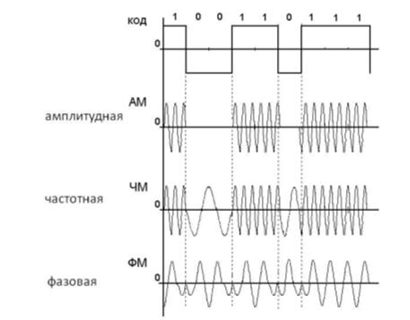 код 1 0 0 1 1 0 1 1 1
0
АМ
амплитудная 0
ЧМ
частотная 0
ФМ
фазовая 0